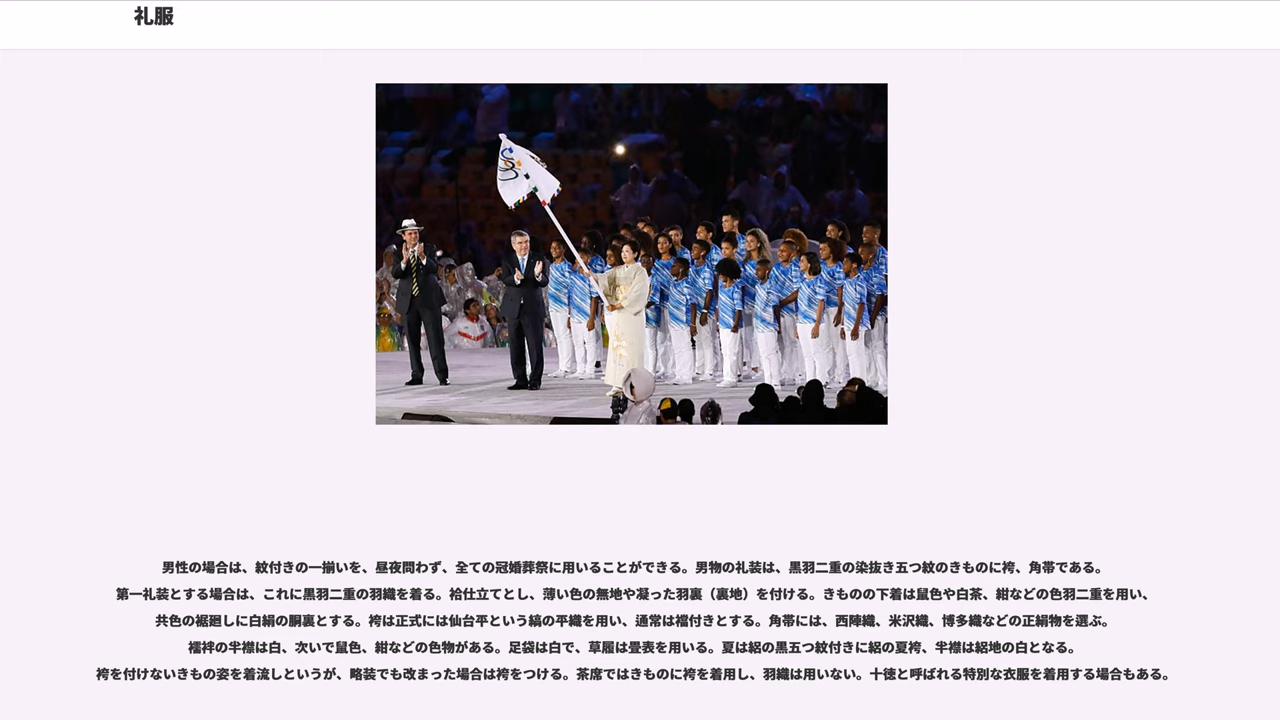 礼服
男性の場合は、紋付きの一揃いを、昼夜問わず、全ての冠婚葬祭に用いることができる。男物の礼装は、黒羽二重の染抜き五つ紋のきものに袴、角帯である。
第一礼装とする場合は、これに黒羽二重の羽織を着る。袷仕立てとし、薄い色の無地や凝った羽裏（裏地）を付ける。きものの下着は鼠色や白茶、紺などの色羽二重を用い、
共色の裾廻しに白絹の胴裏とする。袴は正式には仙台平という縞の平織を用い、通常は襠付きとする。角帯には、西陣織、米沢織、博多織などの正絹物を選ぶ。
襦袢の半襟は白、次いで鼠色、紺などの色物がある。足袋は白で、草履は畳表を用いる。夏は絽の黒五つ紋付きに絽の夏袴、半襟は絽地の白となる。
袴を付けないきもの姿を着流しというが、略装でも改まった場合は袴をつける。茶席ではきものに袴を着用し、羽織は用いない。十徳と呼ばれる特別な衣服を着用する場合もある。